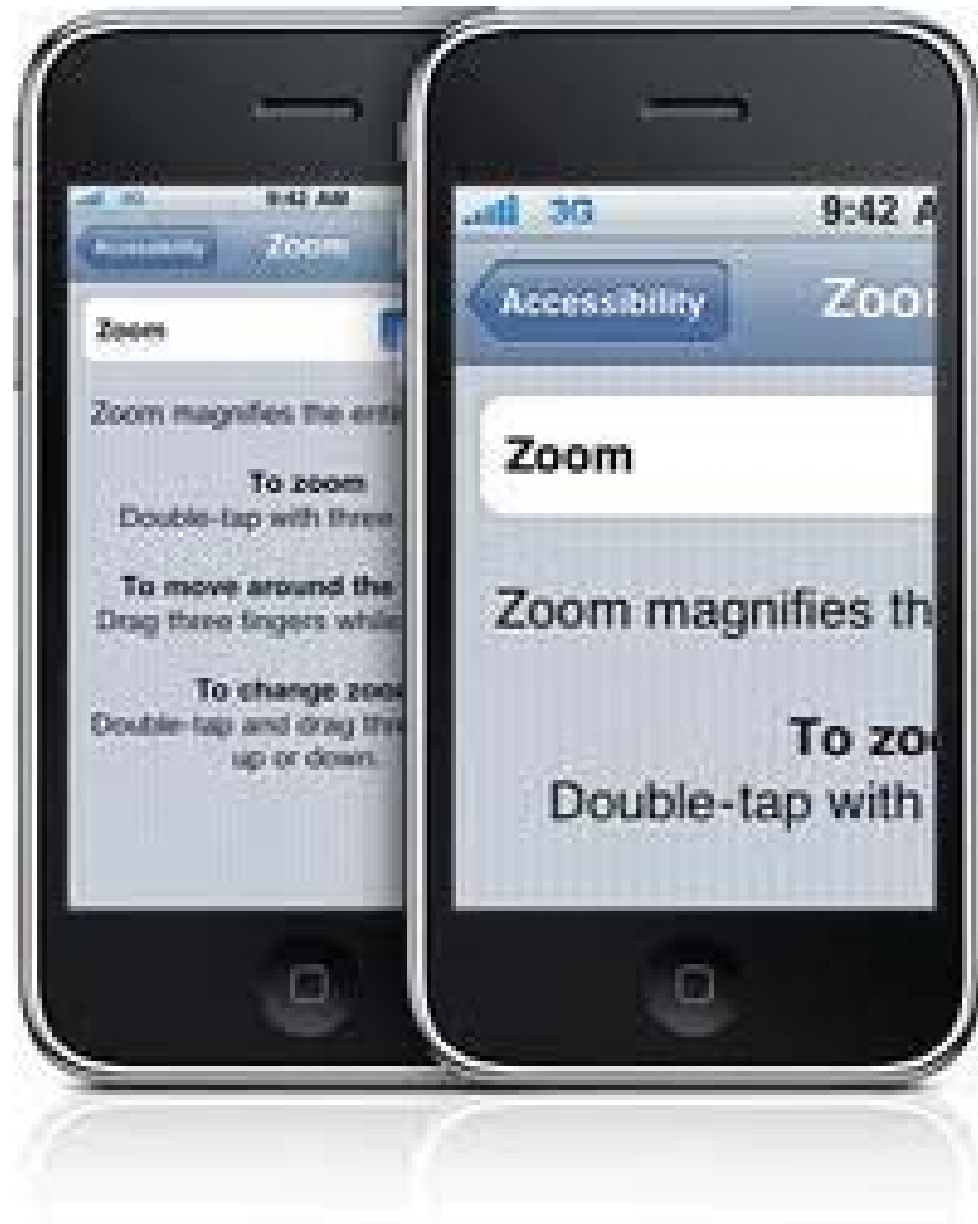 3G 9:42 AM
Accessibility Zoom
Zoom
Zoom magnifies the enti
To zoom
Double-tap with three
To move around the
Drag three fingers while
To change zoo
Double-tap and drag thr
up or down.
3G 9:42 A
Accessibility Zoo
Zoom
Zoom magnifies th
To zo
Double-tap with